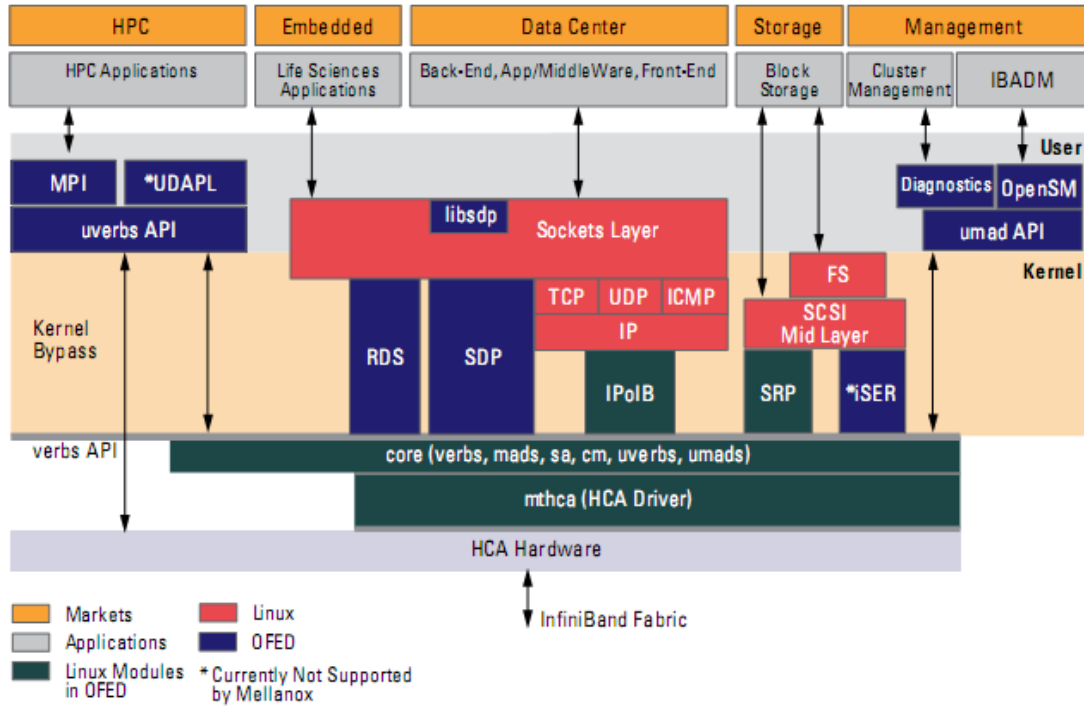 HPC
Embedded
Data Center
Storage
Management
HPC Applications
Life Sciences
Applications
Back-End, App/MiddleWare, Front-End
Block
Storage
Cluster
Management
IBADM
User
MPI
*UDAPL
Diagnostics
OpenSM
uverbs API
libsdp
Sockets Layer
umad API
Kernel
FS
TCP
UDP
ICMP
SCSI
Mid Layer
IP
Kernel
Bypass
RDS
SDP
IPoIB
SRP
*iSER
verbs API
core (verbs, mads, sa, cm, uverbs, umads)
mthca (HCA Driver)
HCA Hardware
InfiniBand Fabric
Markets
Linux
Applications
OFED
Linux Modules
in OFED
*Currently Not Supported
by Mellanox